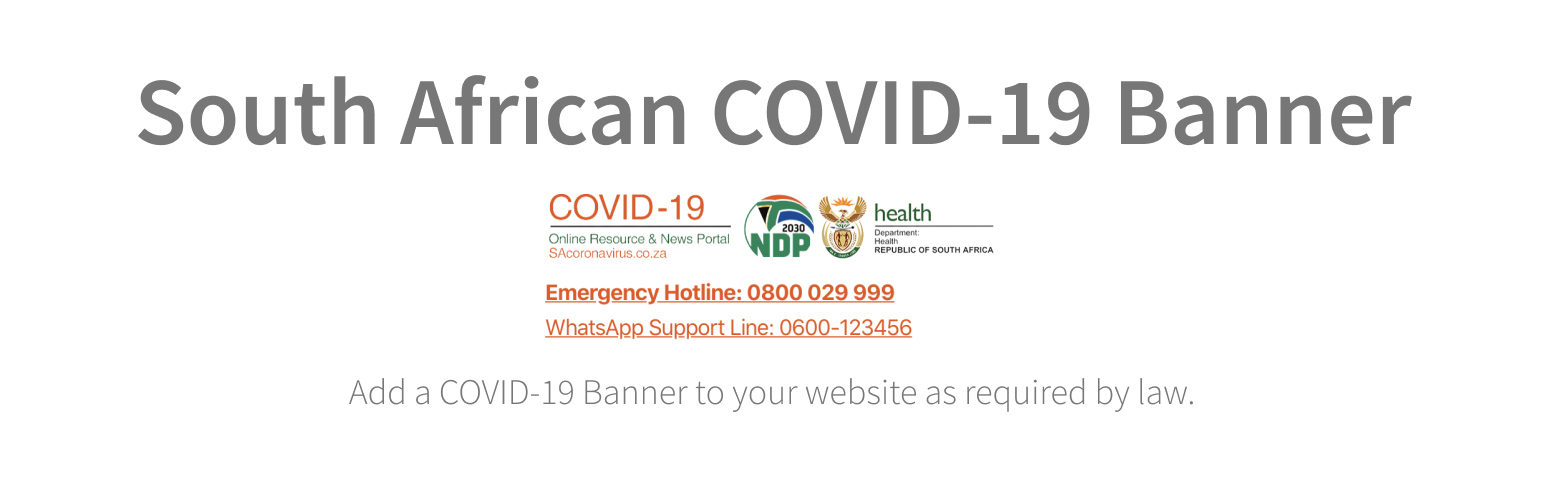 South African COVID-19 Banner
COVID-19
Online Resource & News Portal
SAcoronavirus.co.za
2030
NDP
health
Department:
Health
REPUBLIC OF SOUTH AFRICA
Emergency Hotline: 0800 029 999
WhatsApp Support Line: 0600-123456
Add a COVID-19 Banner to your website as required by law.